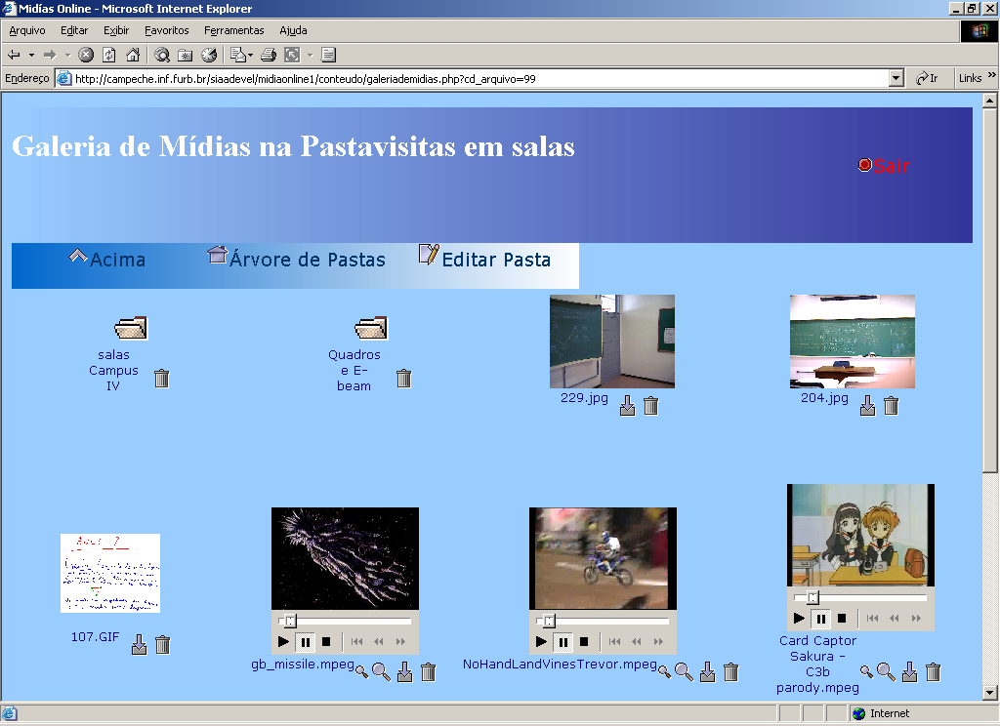 Midías Online - Microsoft Internet Explorer
Arquivo Editar Exibir Favoritos Ferramentas Ajuda
Endereço http://campeche.inf.furb.br/siaadevel/midiaonline1/conteudo/galeriademidias.php?cd_arquivo=99 Ir Links
Galeria de Mídias na Pastavisitas em salas
Sair
Acima Árvore de Pastas Editar Pasta
salas
Campus
IV
Quadros
e E-
beam
229.jpg
204.jpg
107.GIF
gb_missile.mpeg
NoHandLandVinesTrevor.mpeg
Card Captor
Sakura -
C3b
parody.mpeg
Internet